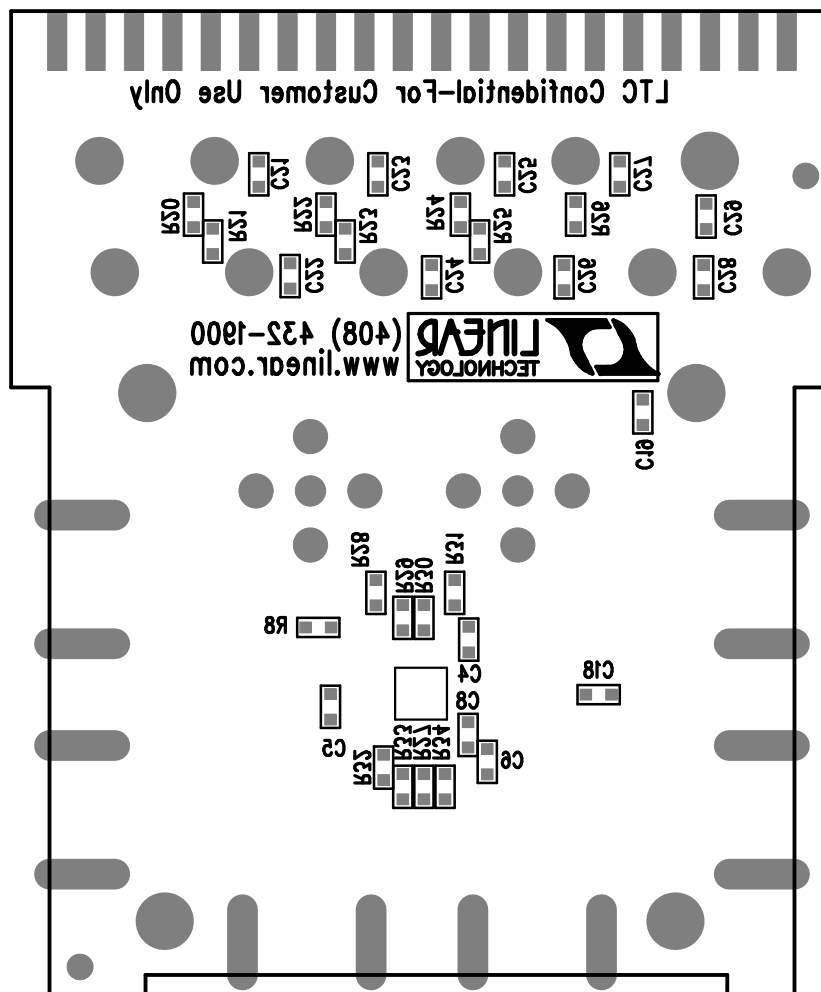 LTC Confidential-For Customer Use Only
C21
C23
C25
C27
R20
R21
R22
R23
R24
R25
R26
C29
C22
C24
C26
C28
(408) 432-1900
www.linear.com
LINEAR
TECHNOLOGY
C19
R28
R29
R30
R31
R8
C4
C18
C8
C5
R32
R33
R27
R34
C6